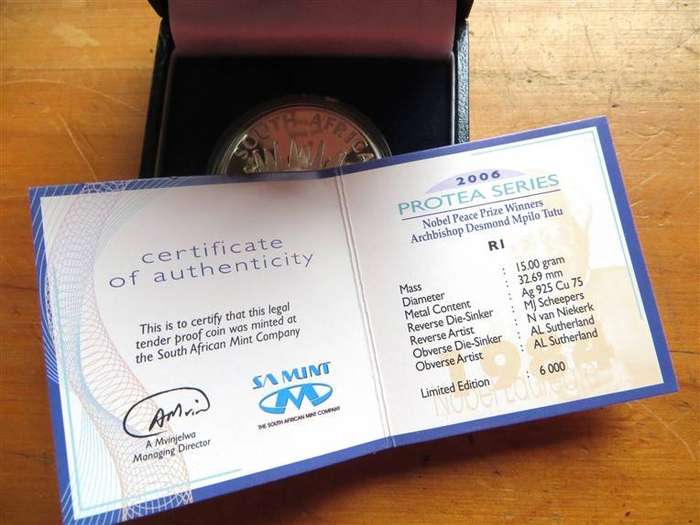 SOUTH AFRICA
certificate
of authenticity
This is to certify that this legal
tender proof coin was minted at
the South African Mint Company
AMvin
A Mvinjelwa
Managing Director
SA MINT
THE SOUTH AFRICAN MINT COMPANY
2006
PROTEA SERIES
Nobel Peace Prize Winners
Archbishop Desmond Mpilo Tutu
R1
Mass : 15.00 gram
Diameter : 32.69 mm
Metal Content : Ag 925 Cu 75
Reverse Die-Sinker : MJ Scheepers
Reverse Artist : N van Niekerk
Obverse Die-Sinker : AL Sutherland
Obverse Artist : AL Sutherland
Limited Edition : 6 000
1984
Nobel Laureate